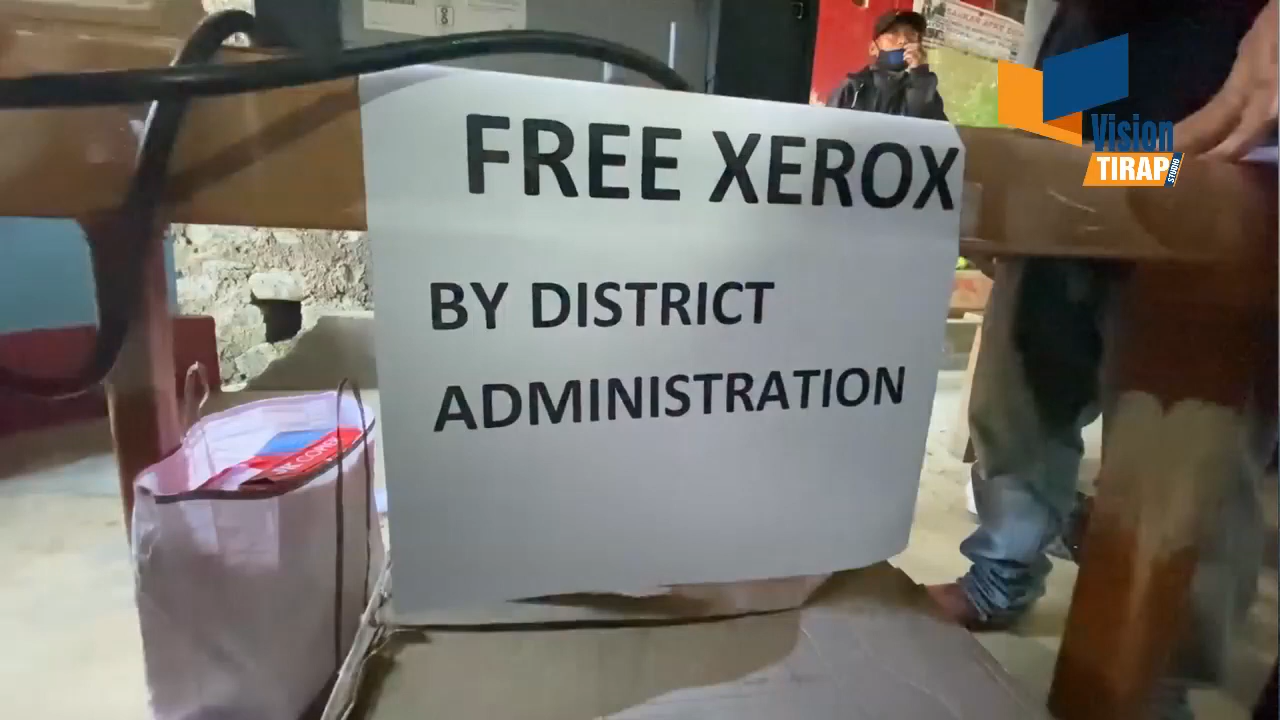 FREE XEROX
BY DISTRICT
ADMINISTRATION
Vision
TIRAP
STUDIO